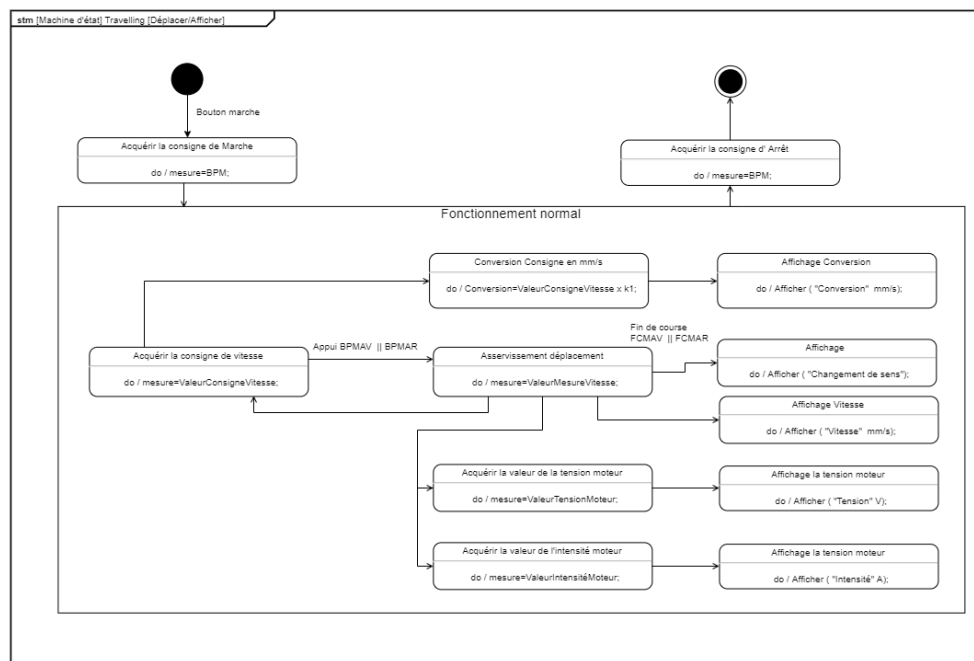 stm [Machine d'état] Travelling [Déplacer/Afficher]
Bouton marche
Acquérir la consigne de Marche
do / mesure=BPM;
Acquérir la consigne d' Arrêt
do / mesure=BPM;
Fonctionnement normal
Conversion Consigne en mm/s
do / Conversion=ValeurConsigneVitesse x k1;
Affichage Conversion
do / Afficher ( "Conversion" mm/s);
Acquérir la consigne de vitesse
do / mesure=ValeurConsigneVitesse;
Appui BPMAV || BPMAR
Asservissement déplacement
do / mesure=ValeurMesureVitesse;
Fin de course
FCMAV || FCMAR
Affichage
do / Afficher ( "Changement de sens");
Affichage Vitesse
do / Afficher ( "Vitesse" mm/s);
Acquérir la valeur de la tension moteur
do / mesure=ValeurTensionMoteur;
Affichage la tension moteur
do / Afficher ( "Tension" V);
Acquérir la valeur de l'intensité moteur
do / mesure=ValeurIntensitéMoteur;
Affichage la tension moteur
do / Afficher ( "Intensité" A);